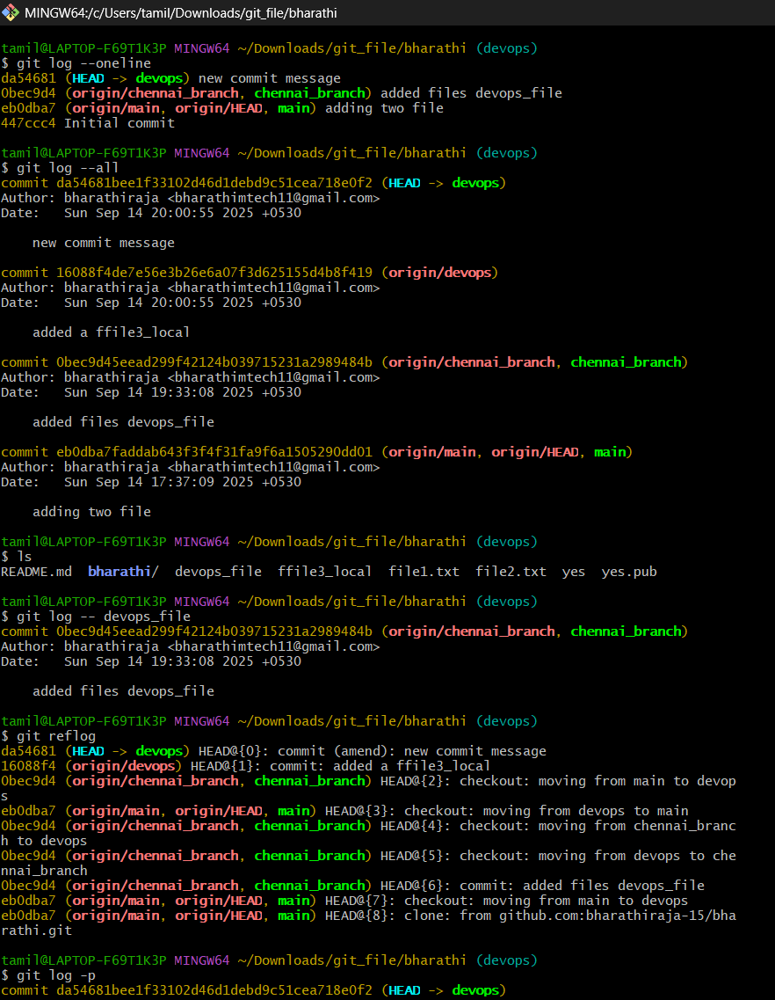 MINGW64:/c/Users/tamil/Downloads/git_file/bharathi
tamil@LAPTOP-F69T1K3P MINGW64 ~/Downloads/git_file/bharathi (devops)
$ git log --oneline
da54681 (HEAD -> devops) new commit message
0bec9d4 (origin/chennai_branch, chennai_branch) added files devops_file
eb0dba7 (origin/main, origin/HEAD, main) adding two file
447ccc4 Initial commit
tamil@LAPTOP-F69T1K3P MINGW64 ~/Downloads/git_file/bharathi (devops)
$ git log --all
commit da54681bee1f33102d46d1debd9c51cea718e0f2 (HEAD -> devops)
Author: bharathiraja <bharathimtech11@gmail.com>
Date:   Sun Sep 14 20:00:55 2025 +0530
    new commit message
commit 16088f4de7e56e3b26e6a07f3d625155d4b8f419 (origin/devops)
Author: bharathiraja <bharathimtech11@gmail.com>
Date:   Sun Sep 14 20:00:55 2025 +0530
    added a ffile3_local
commit 0bec9d45eead299f42124b039715231a2989484b (origin/chennai_branch, chennai_branch)
Author: bharathiraja <bharathimtech11@gmail.com>
Date:   Sun Sep 14 19:33:08 2025 +0530
    added files devops_file
commit eb0dba7faddab643f3f4f31fa9f6a1505290dd01 (origin/main, origin/HEAD, main)
Author: bharathiraja <bharathimtech11@gmail.com>
Date:   Sun Sep 14 17:37:09 2025 +0530
    adding two file
tamil@LAPTOP-F69T1K3P MINGW64 ~/Downloads/git_file/bharathi (devops)
$ ls
README.md  bharathi/  devops_file  ffile3_local  file1.txt  file2.txt  yes  yes.pub
tamil@LAPTOP-F69T1K3P MINGW64 ~/Downloads/git_file/bharathi (devops)
$ git log -- devops_file
commit 0bec9d45eead299f42124b039715231a2989484b (origin/chennai_branch, chennai_branch)
Author: bharathiraja <bharathimtech11@gmail.com>
Date:   Sun Sep 14 19:33:08 2025 +0530
    added files devops_file
tamil@LAPTOP-F69T1K3P MINGW64 ~/Downloads/git_file/bharathi (devops)
$ git reflog
da54681 (HEAD -> devops) HEAD@{0}: commit (amend): new commit message
16088f4 (origin/devops) HEAD@{1}: commit: added a ffile3_local
0bec9d4 (origin/chennai_branch, chennai_branch) HEAD@{2}: checkout: moving from main to devop
s
eb0dba7 (origin/main, origin/HEAD, main) HEAD@{3}: checkout: moving from devops to main
0bec9d4 (origin/chennai_branch, chennai_branch) HEAD@{4}: checkout: moving from chennai_branc
h to devops
0bec9d4 (origin/chennai_branch, chennai_branch) HEAD@{5}: checkout: moving from devops to che
nnai_branch
0bec9d4 (origin/chennai_branch, chennai_branch) HEAD@{6}: commit: added files devops_file
eb0dba7 (origin/main, origin/HEAD, main) HEAD@{7}: checkout: moving from main to devops
eb0dba7 (origin/main, origin/HEAD, main) HEAD@{8}: clone: from github.com:bharathiraja-15/bha
rathi.git
tamil@LAPTOP-F69T1K3P MINGW64 ~/Downloads/git_file/bharathi (devops)
$ git log -p
commit da54681bee1f33102d46d1debd9c51cea718e0f2 (HEAD -> devops)